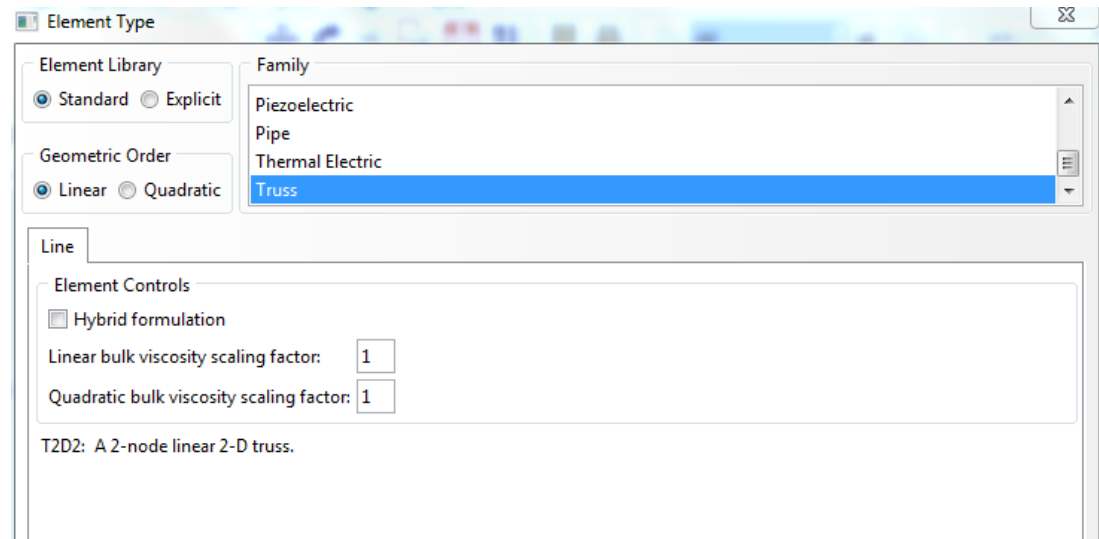 Element Type
Element Library
Standard Explicit
Family
Piezoelectric
Pipe
Thermal Electric
Truss
Geometric Order
Linear Quadratic
Line
Element Controls
Hybrid formulation
Linear bulk viscosity scaling factor: 1
Quadratic bulk viscosity scaling factor: 1
T2D2: A 2-node linear 2-D truss.